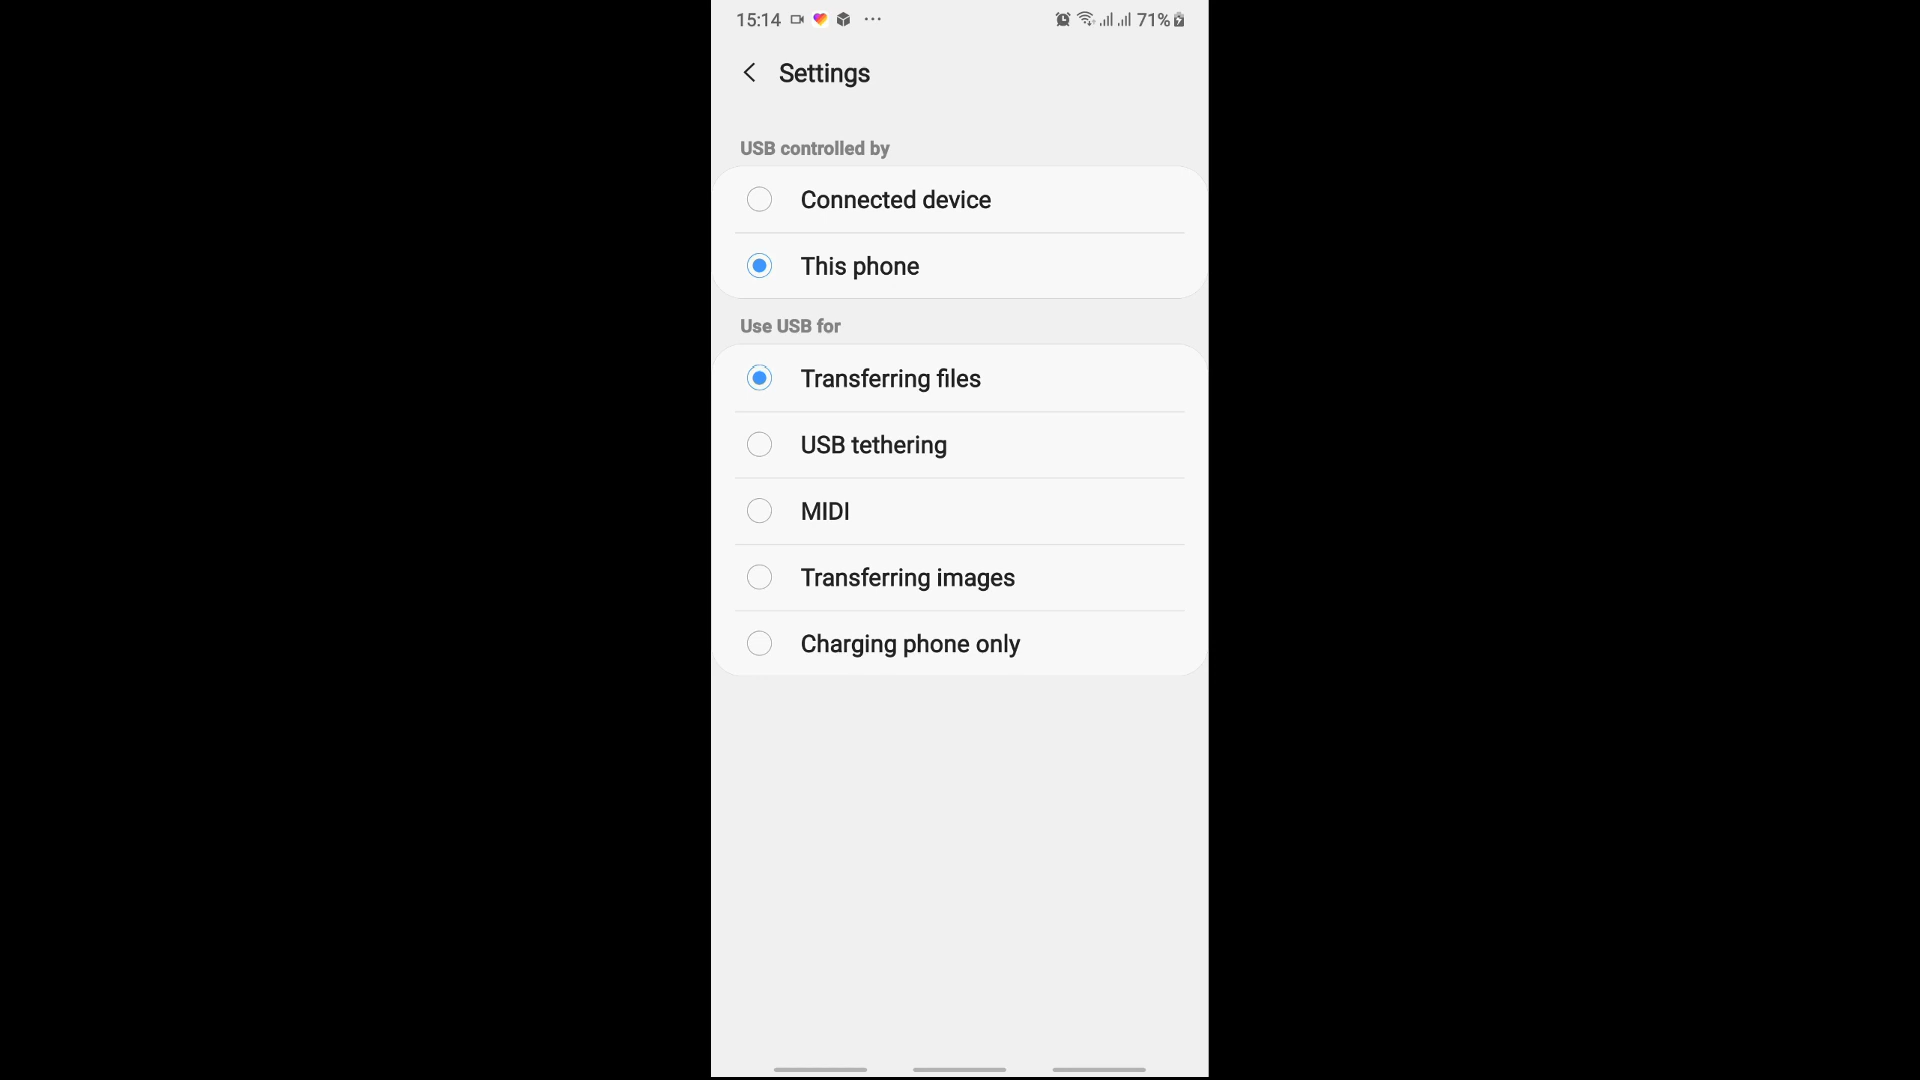 15:14 71%
Settings
USB controlled by
Connected device
This phone
Use USB for
Transferring files
USB tethering
MIDI
Transferring images
Charging phone only